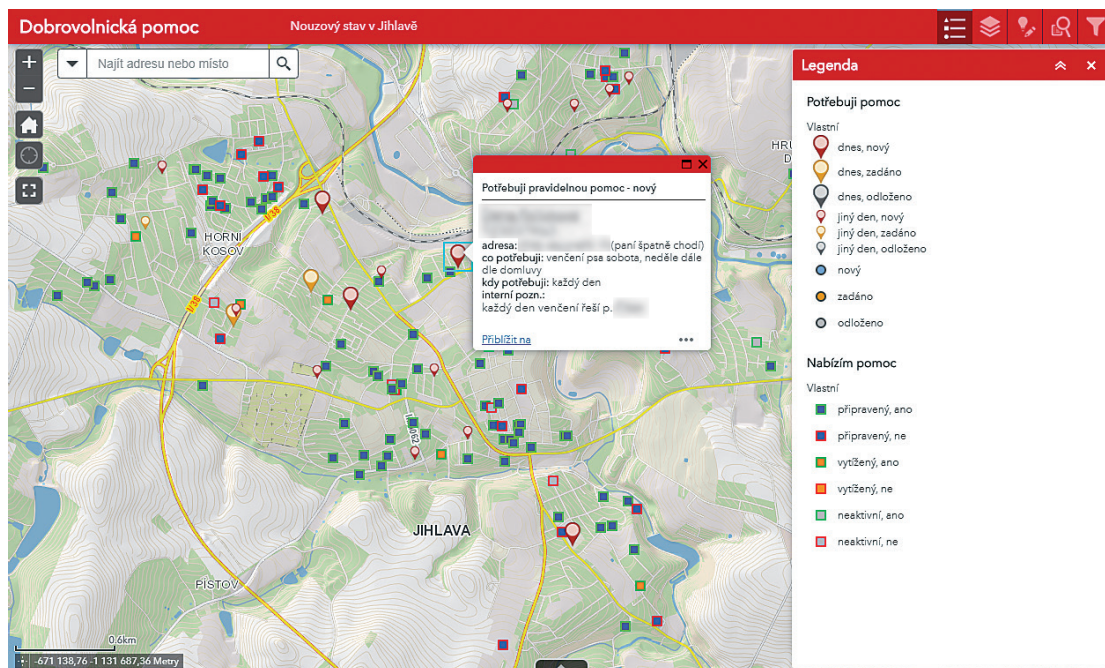 Dobrovolnická pomoc
Nouzový stav v Jihlavě
Najít adresu nebo místo
HORNÍ
KOSOV
I/38
I/38
JIHLAVA
PÍSTOV
0.6km
-671 138,76 -1 131 687,36 Metry
Potřebují pravidelnou pomoc - nový
adresa: (paní špatně chodí)
co potřebuji: venčení psa sobota, neděle dále
dle domluvy
kdy potřebuji: každý den
interní pozn.:
každý den venčení řeší p.
Přiblížit na
Legenda
Potřebuji pomoc
Vlastní
dnes, nový
dnes, zadáno
dnes, odloženo
jiný den, nový
jiný den, zadáno
jiný den, odloženo
nový
zadáno
odloženo
Nabízím pomoc
Vlastní
připravený, ano
připravený, ne
vytížený, ano
vytížený, ne
neaktivní, ano
neaktivní, ne